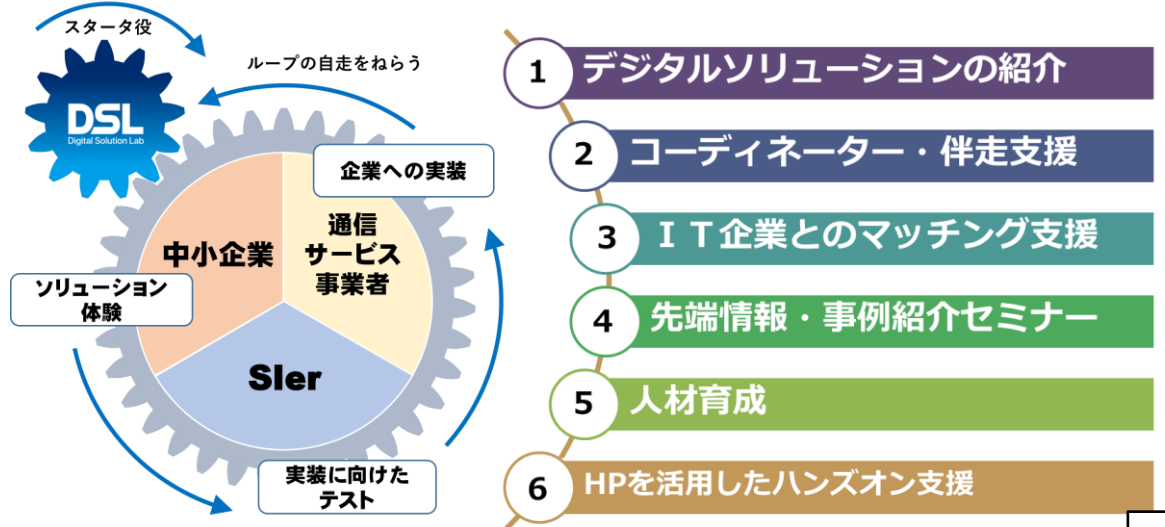 スタータ役
ループの自走をねらう
DSL
Digital Solution Lab
企業への実装
中小企業
通信
サービス
事業者
ソリューション
体験
SIer
実装に向けた
テスト
1 デジタルソリューションの紹介
2 コーディネーター・伴走支援
3 ＩＴ企業とのマッチング支援
4 先端情報・事例紹介セミナー
5 人材育成
6 HPを活用したハンズオン支援